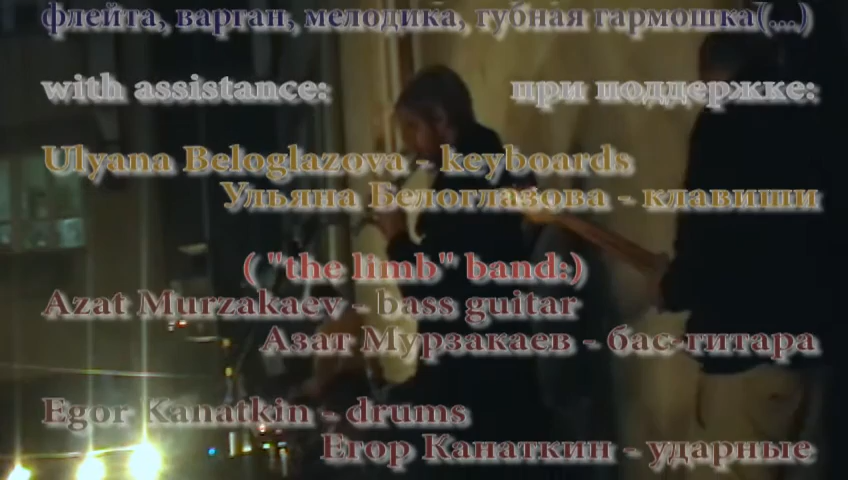 флейта, варган, мелодика, губная гармошка(...)
with assistance: при поддержке:
Ulyana Beloglazova - keyboards
Ульяна Белоглазова - клавиши
( "the limb" band:)
Azat Murzakaev - bass guitar
Азат Мурзакаев - бас-гитара
Egor Kanatkin - drums
Егор Канаткин - ударные